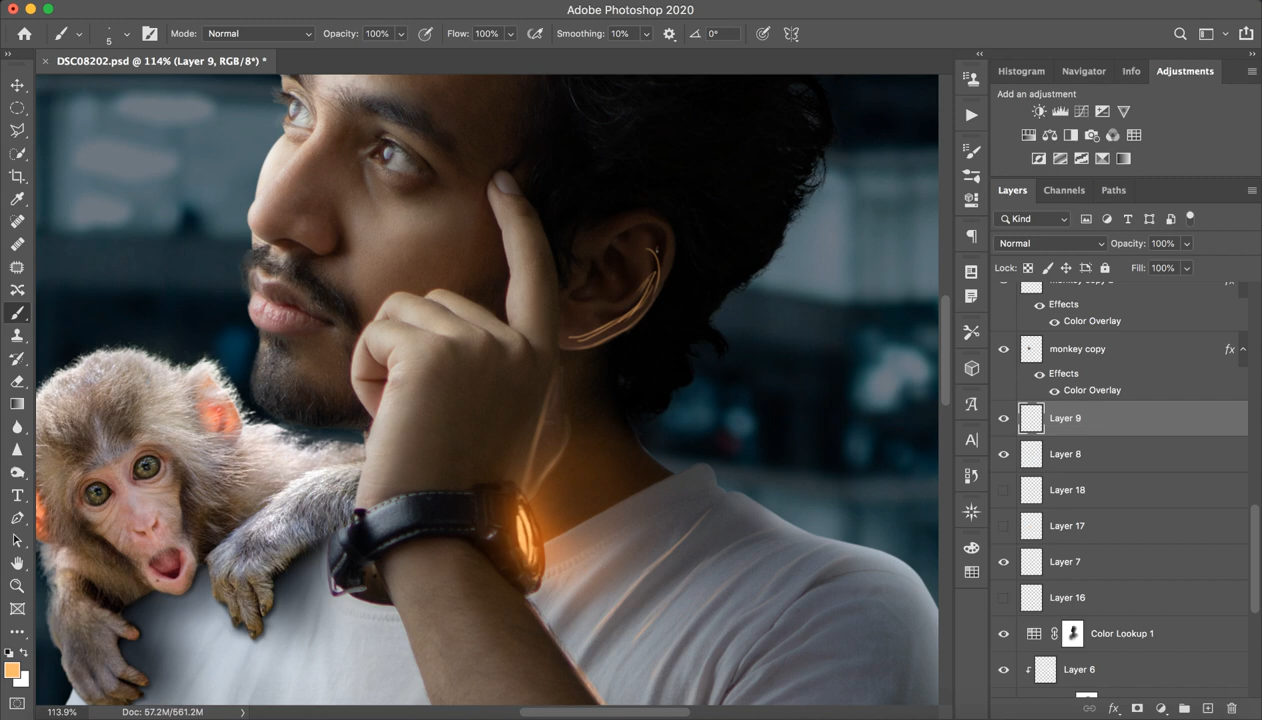 Adobe Photoshop 2020
5
Mode: Normal
Opacity: 100%
Flow: 100%
Smoothing: 10%
0°
DSC08202.psd @ 114% (Layer 9, RGB/8*) *
Histogram Navigator Info Adjustments
Add an adjustment
Layers Channels Paths
Kind
Normal Opacity: 100%
Lock: Fill: 100%
Effects
Color Overlay
monkey copy fx
Effects
Color Overlay
Layer 9
Layer 8
Layer 18
Layer 17
Layer 7
Layer 16
Color Lookup 1
Layer 6
113.9% Doc: 57.2M/561.2M